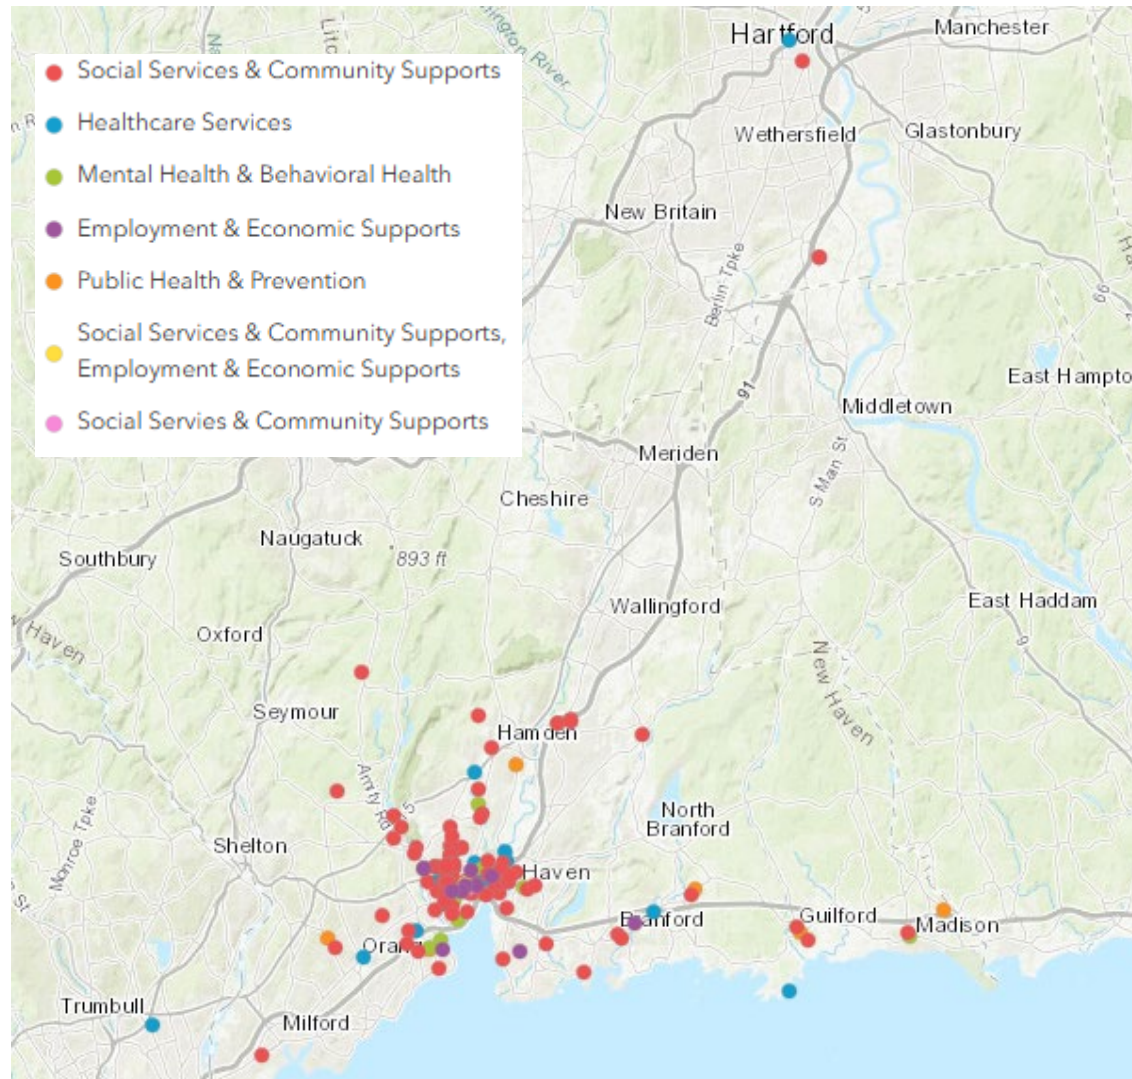 Hartford
Manchester
Social Services & Community Supports
Healthcare Services
Wethersfield
Glastonbury
Mental Health & Behavioral Health
New Britain
Employment & Economic Supports
Berlin Tpke
Public Health & Prevention
66
Social Services & Community Supports,
Employment & Economic Supports
East Hampto
91
Middletown
Social Servies & Community Supports
Meriden
S Main St
Cheshire
Naugatuck
Southbury
893 ft
East Haddam
Wallingford
Oxford
9
w Haven
New Haven
Seymour
Hamden
Amity Rd
North
Branford
Monroe Tpke
Shelton
Haven
Branford
Guilford
Madison
Orang
Trumbull
Milford